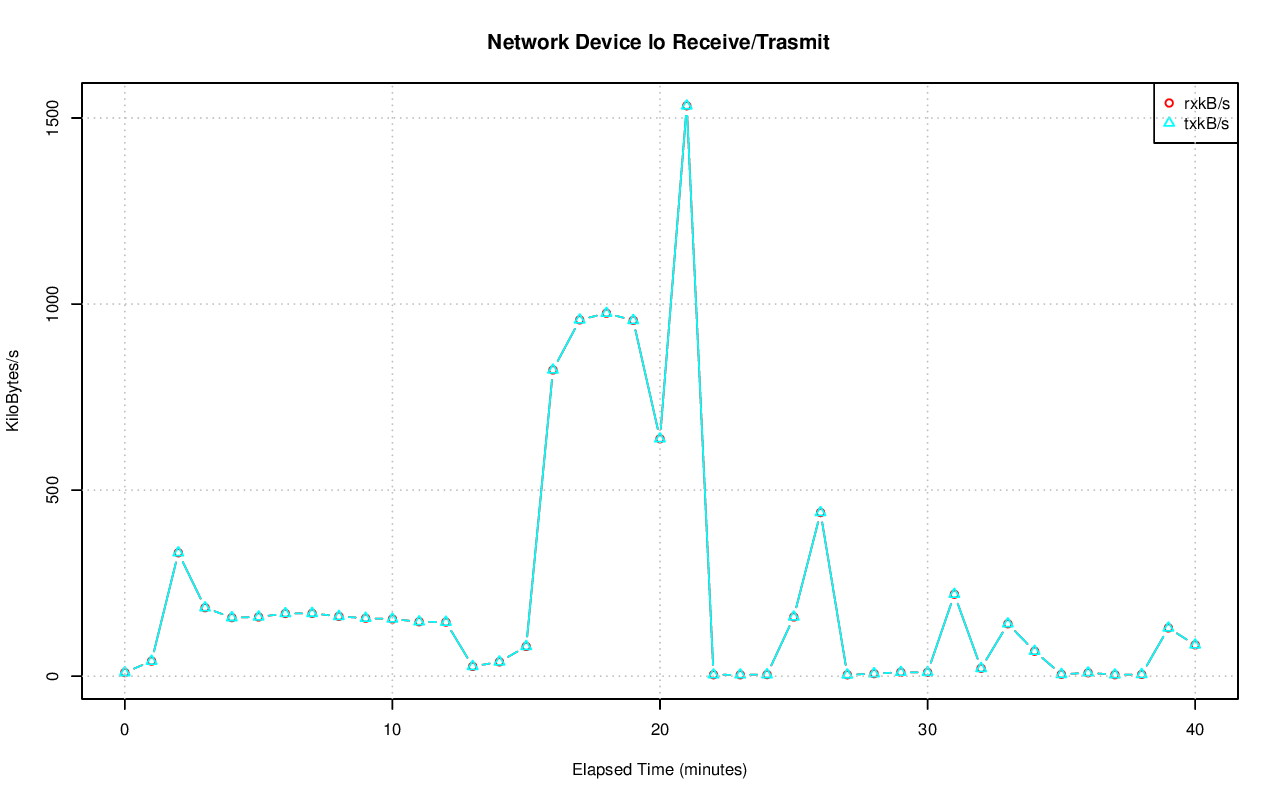 Network Device lo Receive/Trasmit
rxkB/s
txkB/s
KiloBytes/s
1500
1000
500
0
0 10 20 30 40
Elapsed Time (minutes)